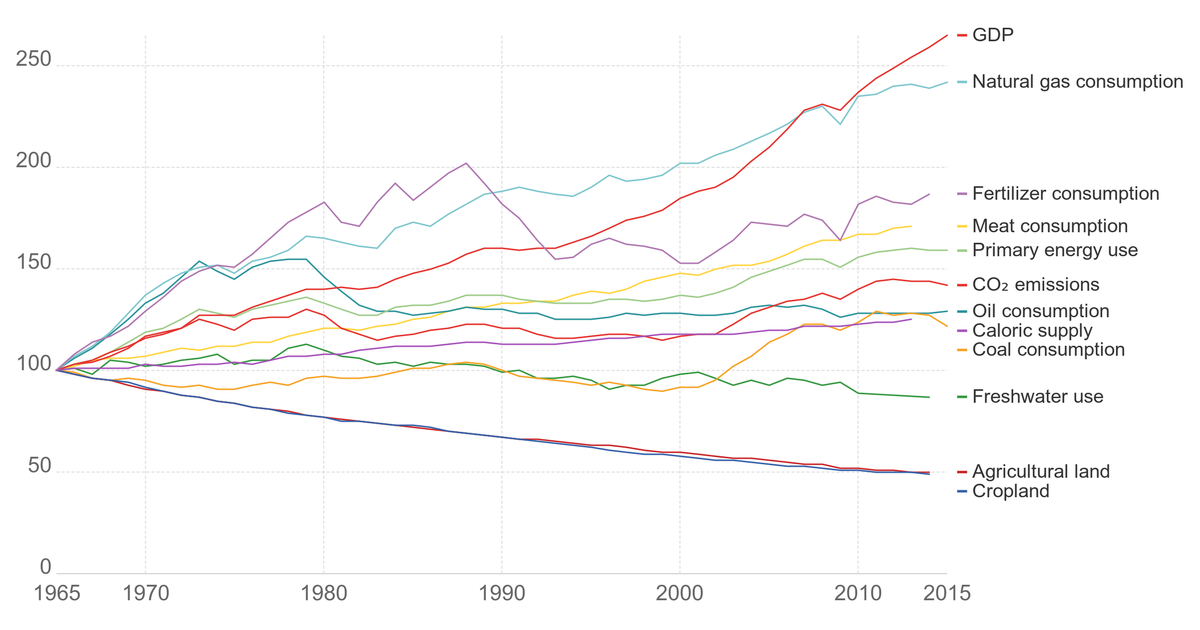 GDP
250
Natural gas consumption
200
Fertilizer consumption
Meat consumption
Primary energy use
150
CO₂ emissions
Oil consumption
Caloric supply
Coal consumption
100
Freshwater use
50
Agricultural land
Cropland
0
1965 1970 1980 1990 2000 2010 2015